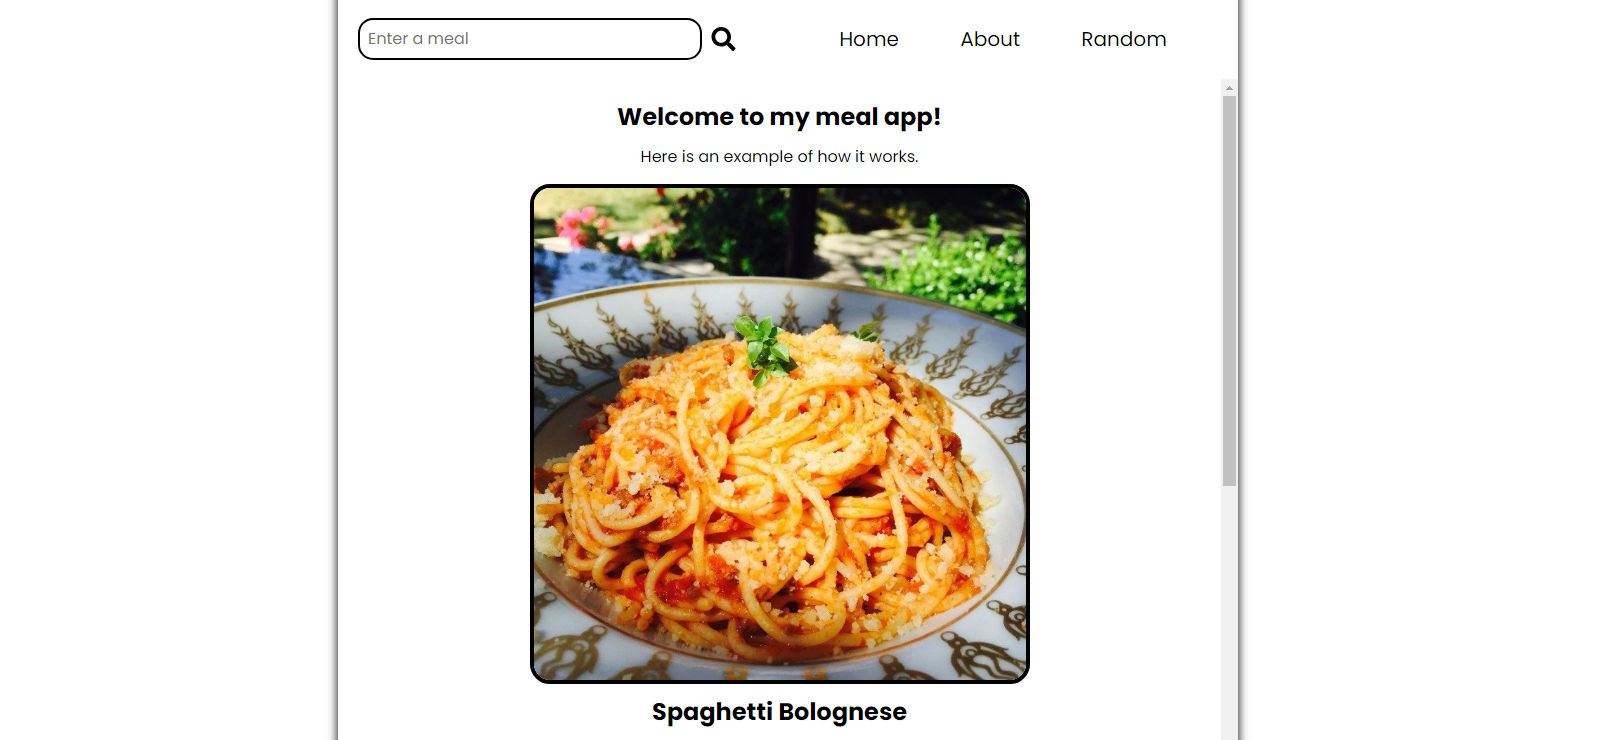 Enter a meal
Home About Random
Welcome to my meal app!
Here is an example of how it works.
Spaghetti Bolognese